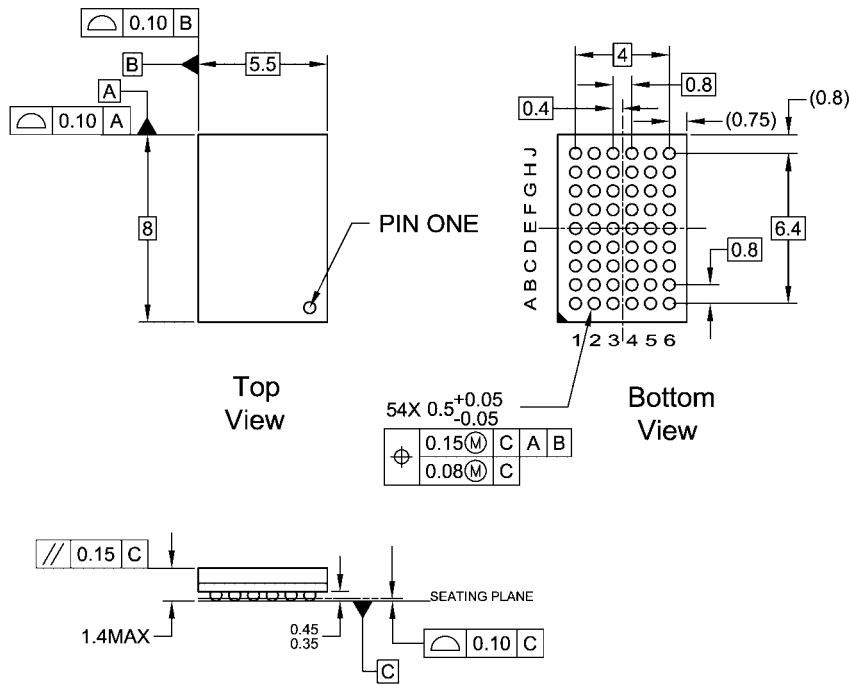 0.10 B
B
5.5
A
0.10 A
8
PIN ONE
Top
View
4
0.8
0.4
(0.8)
(0.75)
6.4
0.8
J
H
G
F
E
D
C
B
A
1 2 3 4 5 6
54X 0.5 +0.05
-0.05
0.15 Ⓜ C A B
0.08 Ⓜ C
Bottom
View
// 0.15 C
1.4MAX
0.45
0.35
SEATING PLANE
0.10 C
C